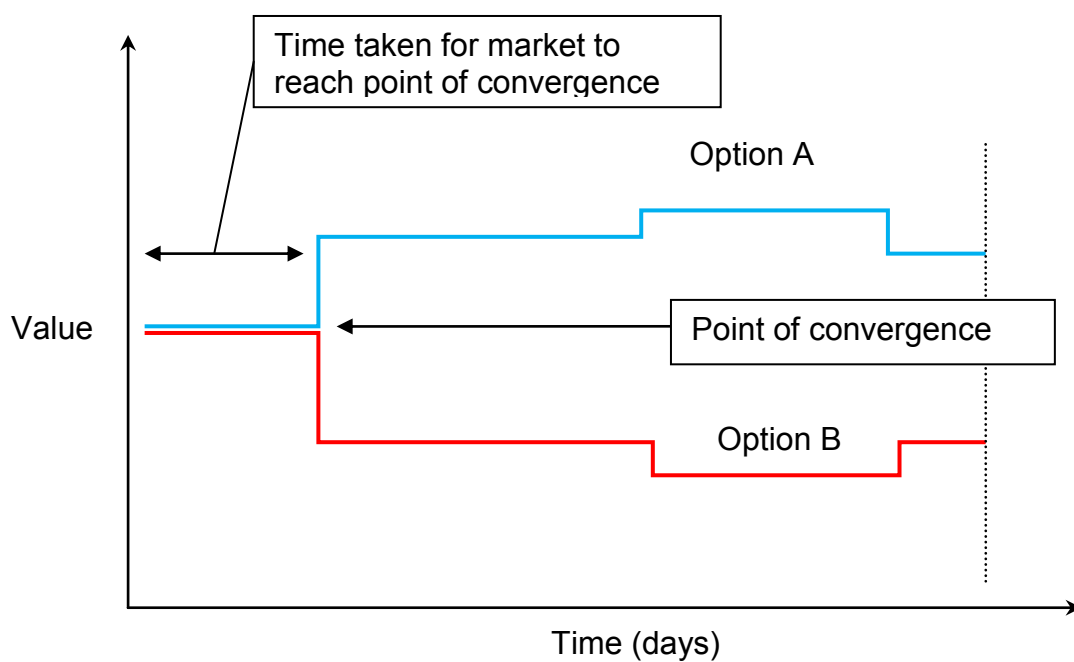 Time taken for market to
reach point of convergence
Option A
Value
Point of convergence
Option B
Time (days)